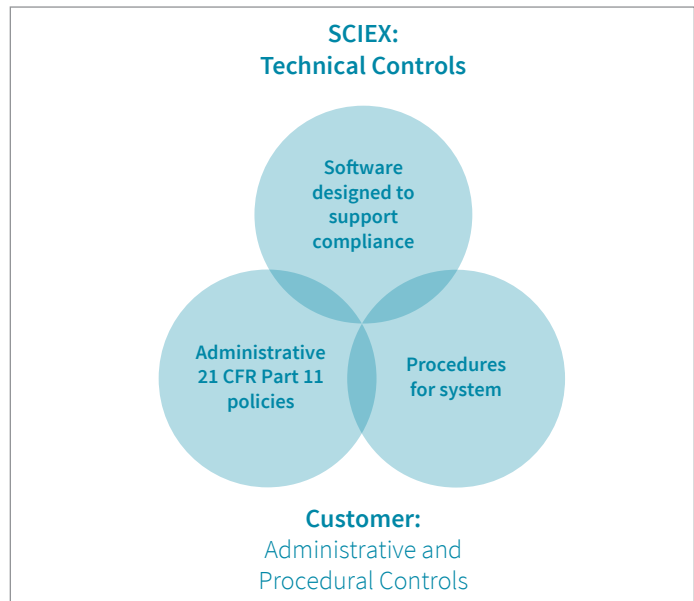 SCIEX:
Technical Controls
Software
designed to
support
compliance
Administrative
21 CFR Part 11
policies
Procedures
for system
Customer:
Administrative and
Procedural Controls